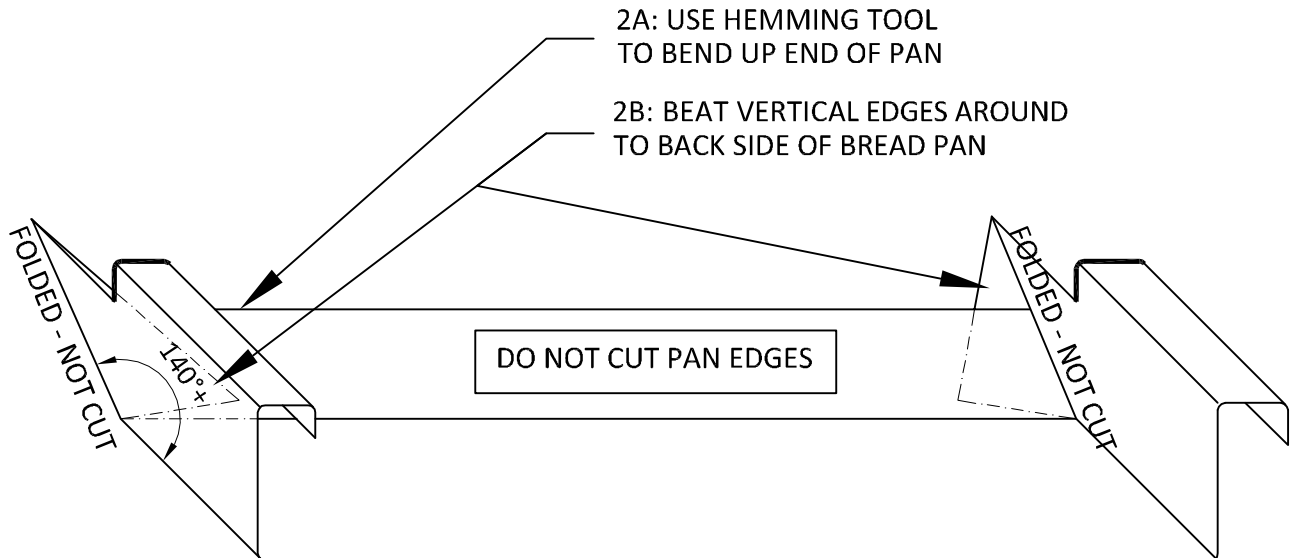 2A: USE HEMMING TOOL
TO BEND UP END OF PAN
2B: BEAT VERTICAL EDGES AROUND
TO BACK SIDE OF BREAD PAN
FOLDED - NOT CUT
140°+
DO NOT CUT PAN EDGES
FOLDED - NOT CUT